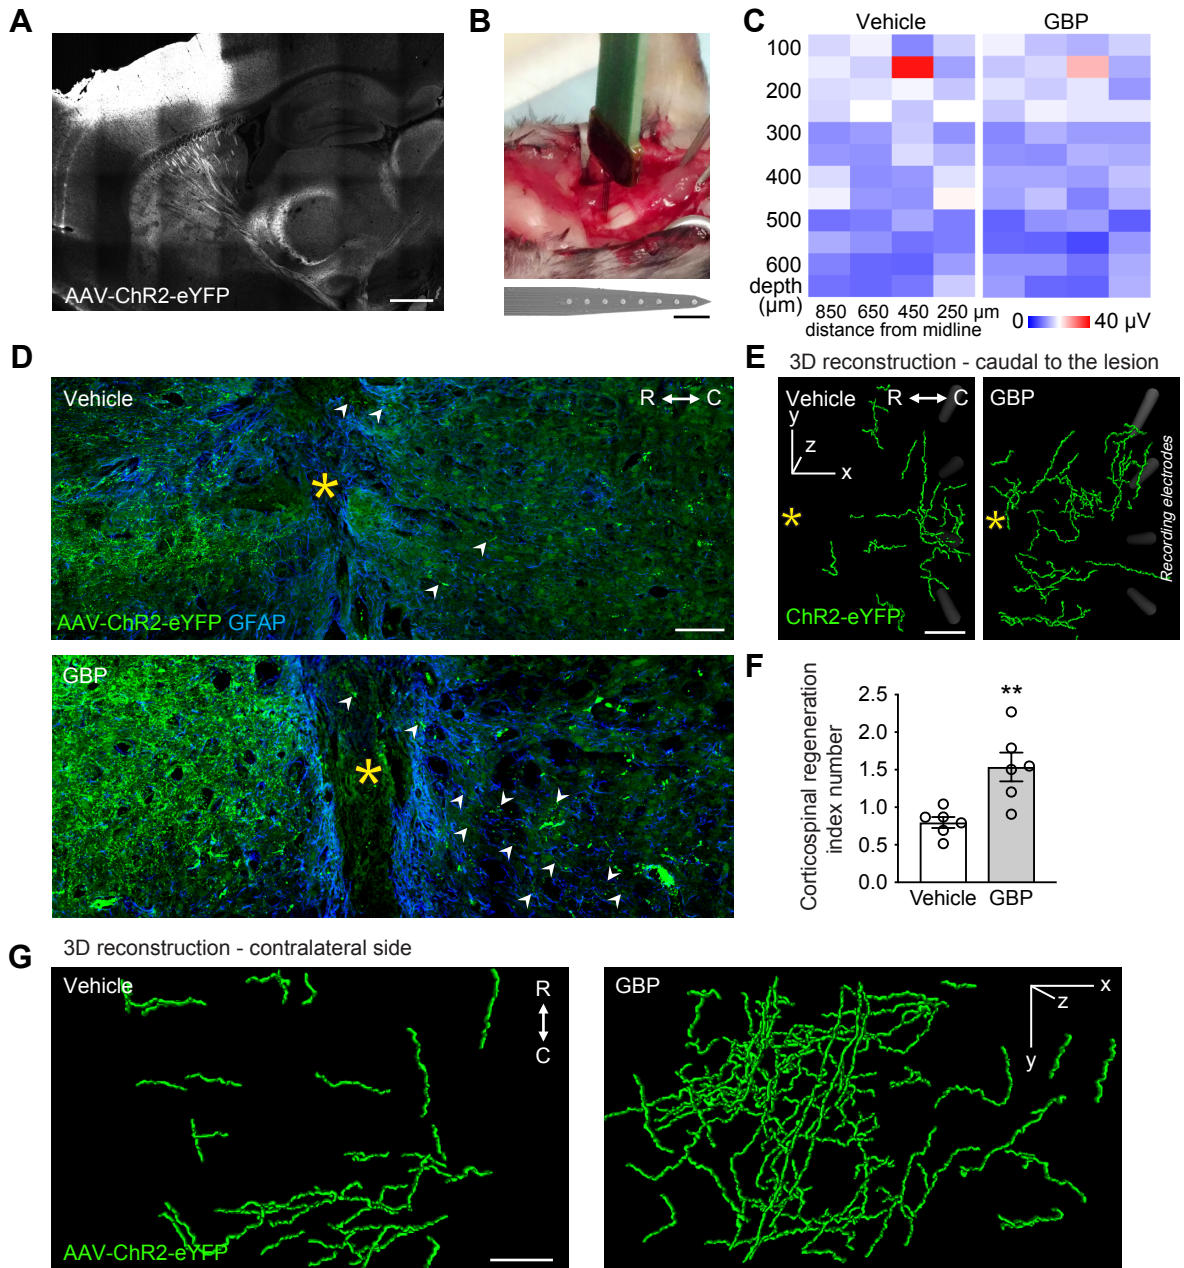 A
AAV-ChR2-eYFP
B
C
Vehicle
GBP
100
200
300
400
500
600
depth
(μm)
850 650 450 250 μm
distance from midline
0 40 μV
D
Vehicle
R C
*
AAV-ChR2-eYFP GFAP
GBP
*
E
3D reconstruction - caudal to the lesion
Vehicle
R C
y
z
x
*
ChR2-eYFP
GBP
*
Recording electrodes
F
Corticospinal regeneration
index number
2.5
2.0
1.5
1.0
0.5
0.0
**
Vehicle GBP
G
3D reconstruction - contralateral side
Vehicle
R
C
AAV-ChR2-eYFP
GBP
x
z
y